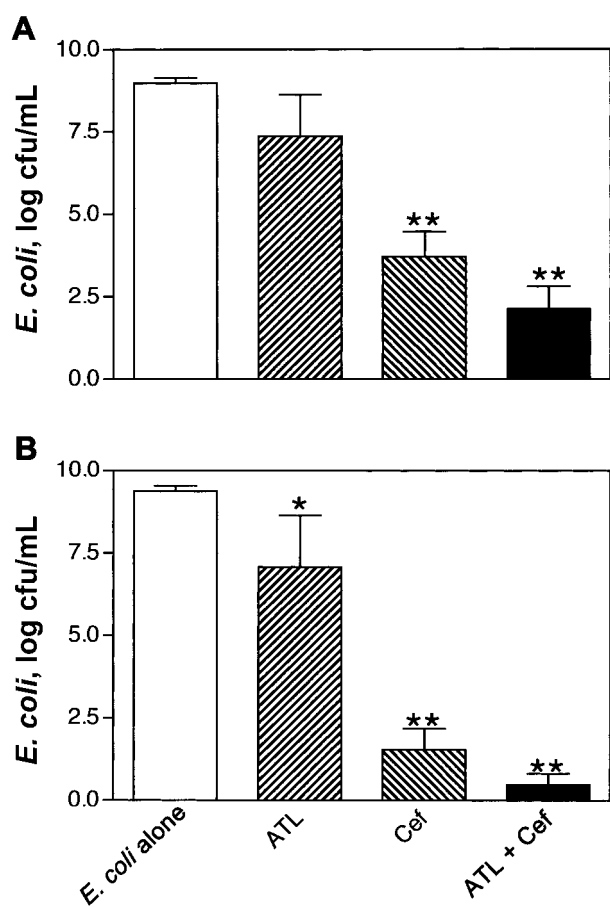 A
10.0
7.5
5.0
2.5
0.0
E. coli, log cfu/mL
**
**
B
10.0
7.5
5.0
2.5
0.0
E. coli, log cfu/mL
*
**
**
E. coli alone
ATL
Cef
ATL + Cef